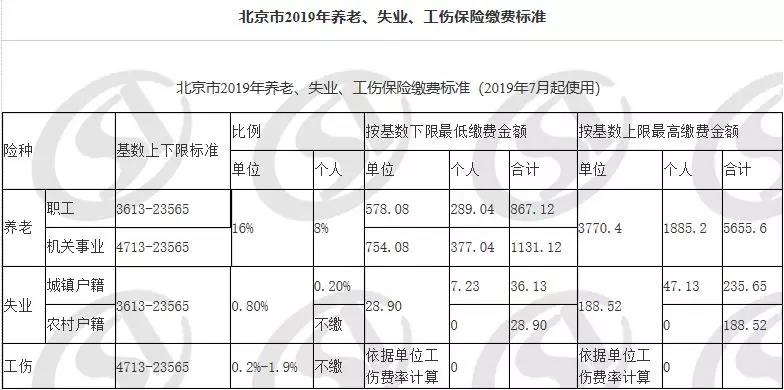 北京市2019年养老、失业、工伤保险缴费标准
北京市2019年养老、失业、工伤保险缴费标准（2019年7月起使用）
险种 基数上下限标准 比例 按基数下限最低缴费金额 按基数上限最高缴费金额
单位 个人 单位 个人 合计 单位 个人 合计
养老 职工 3613-23565 16% 8% 578.08 289.04 867.12 3770.4 1885.2 5655.6
机关事业 4713-23565 754.08 377.04 1131.12
失业 城镇户籍 3613-23565 0.80% 0.20% 28.90 7.23 36.13 188.52 47.13 235.65
农村户籍 不缴 0 28.90 0 188.52
工伤 4713-23565 0.2%-1.9% 不缴 依据单位工 0 依据单位工 0
伤费率计算 伤费率计算